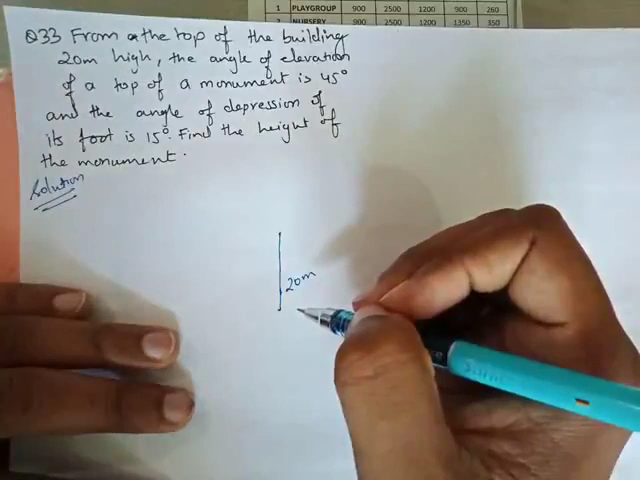 1 PLAYGROUP 900 2500 1200 900 260
2 NURSERY 900 2500 1200 1350 350
Q33 From the top of the building
20m high, the angle of elevation
of a top of a monument is 45°
and the angle of depression of
its foot is 15°. Find the height of
the monument.
Solution
20m